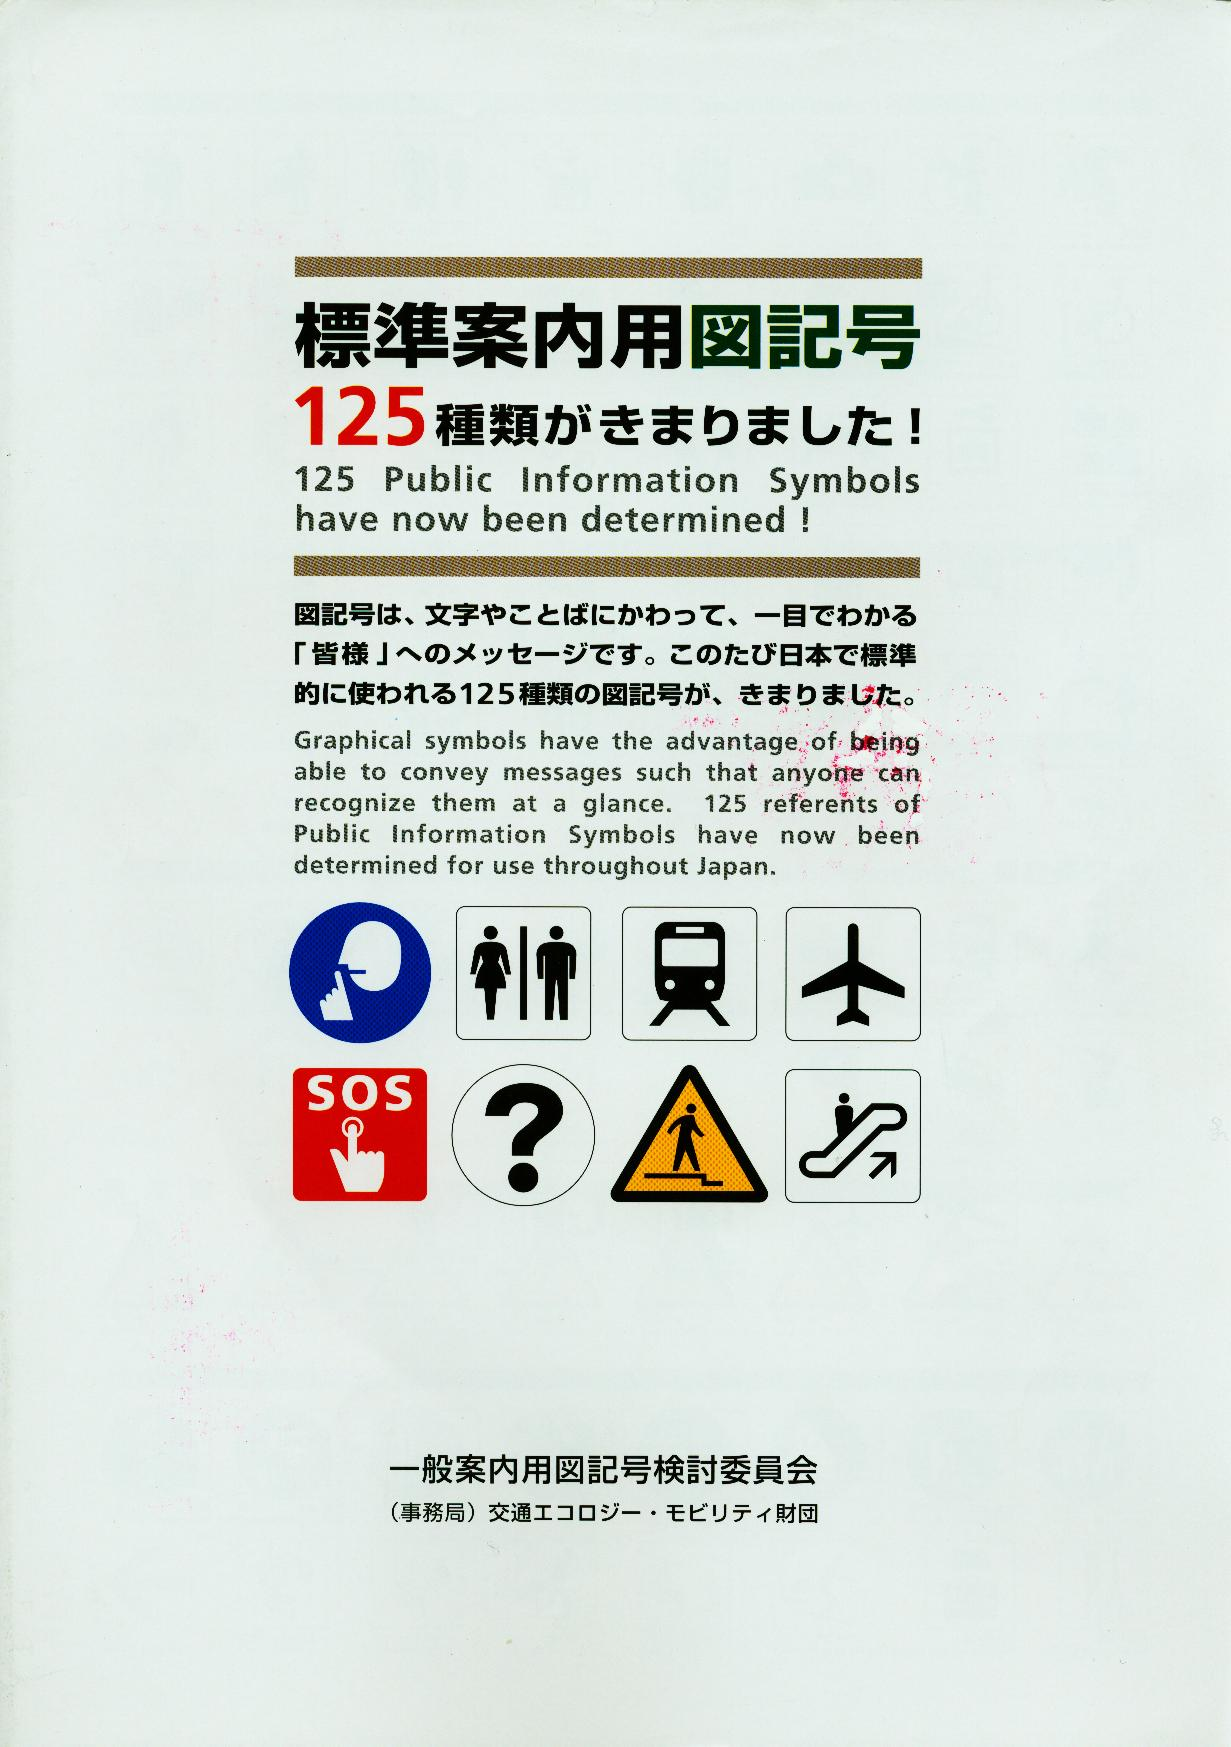 標準案内用図記号
125種類がきまりました！
125 Public Information Symbols
have now been determined !
図記号は、文字やことばにかわって、一目でわかる
「皆様」へのメッセージです。このたび日本で標準
的に使われる125種類の図記号が、きまりました。
Graphical symbols have the advantage of being
able to convey messages such that anyone can
recognize them at a glance. 125 referents of
Public Information Symbols have now been
determined for use throughout Japan.
SOS
?
一般案内用図記号検討委員会
（事務局）交通エコロジー・モビリティ財団